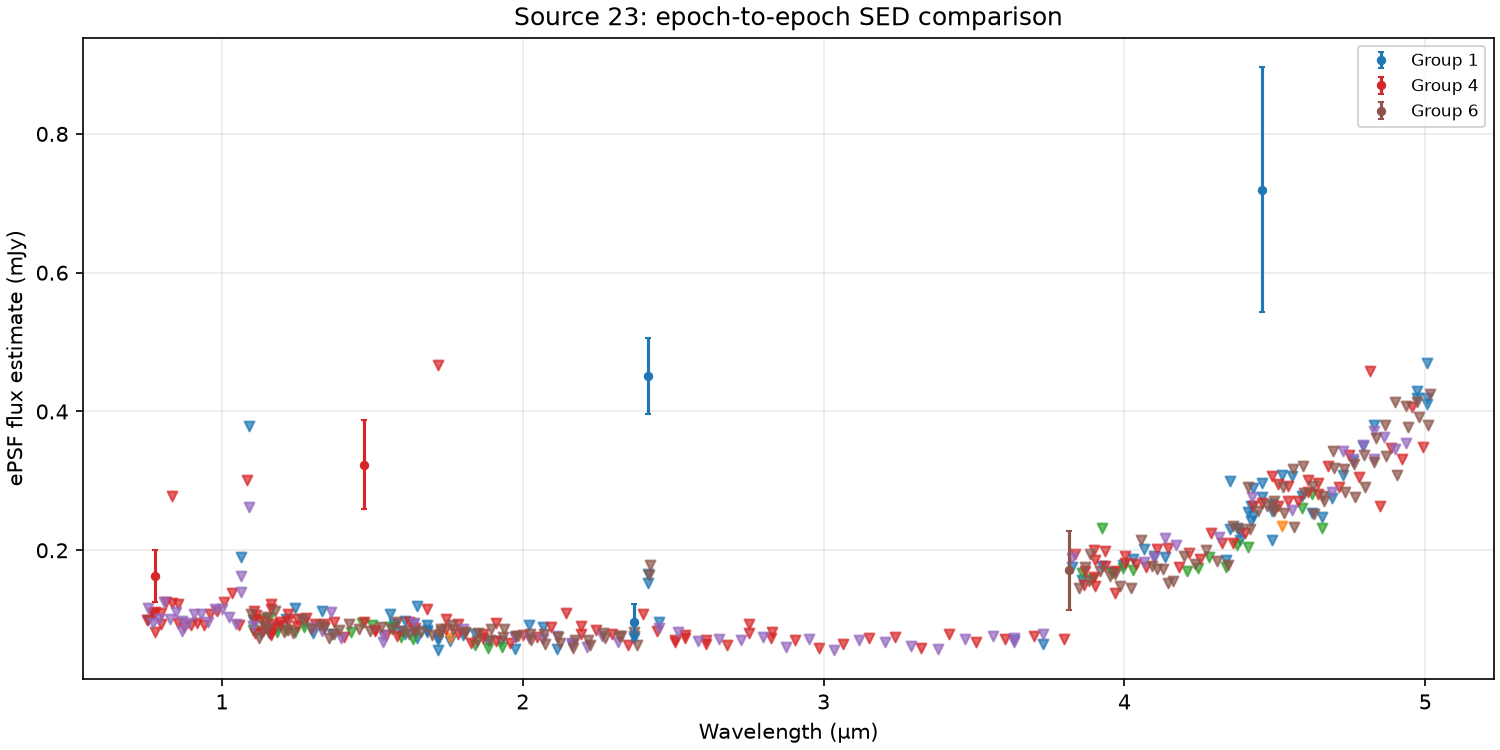 Source 23: epoch-to-epoch SED comparison
ePSF flux estimate (mJy)
0.8
0.6
0.4
0.2
1
2
3
4
5
Wavelength (μm)
Group 1
Group 4
Group 6